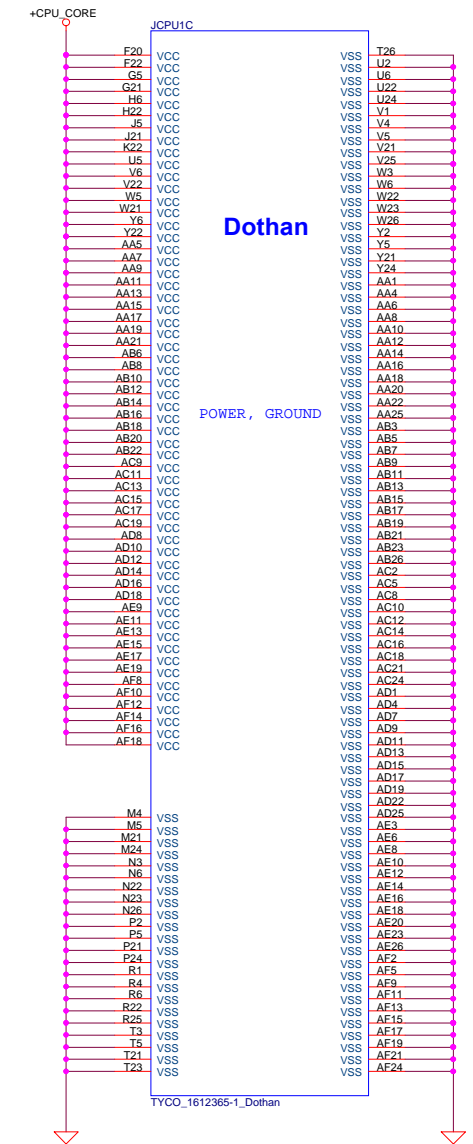 +CPU_CORE
JCPU1C
F20 VCC VSS T26
F22 VCC VSS U2
G5 VCC VSS U6
G21 VCC VSS U22
H6 VCC VSS U24
H22 VCC VSS V1
J5 VCC VSS V4
J21 VCC VSS V5
K22 VCC VSS V21
U5 VCC VSS V25
V6 VCC VSS W3
V22 VCC VSS W6
W5 VCC VSS W22
W21 VCC VSS W23
Y6 VCC VSS W26
Y22 VCC VSS Y2
Dothan
AA5 VCC VSS Y5
AA7 VCC VSS Y21
AA9 VCC VSS Y24
AA11 VCC VSS AA1
AA13 VCC VSS AA4
AA15 VCC VSS AA6
AA17 VCC VSS AA8
AA19 VCC VSS AA10
AA21 VCC VSS AA12
AB6 VCC VSS AA14
AB8 VCC VSS AA16
AB10 VCC VSS AA18
AB12 VCC VSS AA20
AB14 VCC VSS AA22
AB16 VCC VSS AA25
POWER, GROUND
AB18 VCC VSS AB3
AB20 VCC VSS AB5
AB22 VCC VSS AB7
AC9 VCC VSS AB9
AC11 VCC VSS AB11
AC13 VCC VSS AB13
AC15 VCC VSS AB15
AC17 VCC VSS AB17
AC19 VCC VSS AB19
AD8 VCC VSS AB21
AD10 VCC VSS AB23
AD12 VCC VSS AB26
AD14 VCC VSS AC2
AD16 VCC VSS AC5
AD18 VCC VSS AC8
AE9 VCC VSS AC10
AE11 VCC VSS AC12
AE13 VCC VSS AC14
AE15 VCC VSS AC16
AE17 VCC VSS AC18
AE19 VCC VSS AC21
AF8 VCC VSS AC24
AF10 VCC VSS AD1
AF12 VCC VSS AD4
AF14 VCC VSS AD7
AF16 VCC VSS AD9
AF18 VCC VSS AD11
VSS AD13
VSS AD15
VSS AD17
VSS AD19
VSS AD22
M4 VSS VSS AD25
M5 VSS VSS AE3
M21 VSS VSS AE6
M24 VSS VSS AE8
N3 VSS VSS AE10
N6 VSS VSS AE12
N22 VSS VSS AE14
N23 VSS VSS AE16
N26 VSS VSS AE18
P2 VSS VSS AE20
P5 VSS VSS AE23
P21 VSS VSS AE26
P24 VSS VSS AF2
R1 VSS VSS AF5
R4 VSS VSS AF9
R6 VSS VSS AF11
R22 VSS VSS AF13
R25 VSS VSS AF15
T3 VSS VSS AF17
T5 VSS VSS AF19
T21 VSS VSS AF21
T23 VSS VSS AF24
TYCO_1612365-1_Dothan